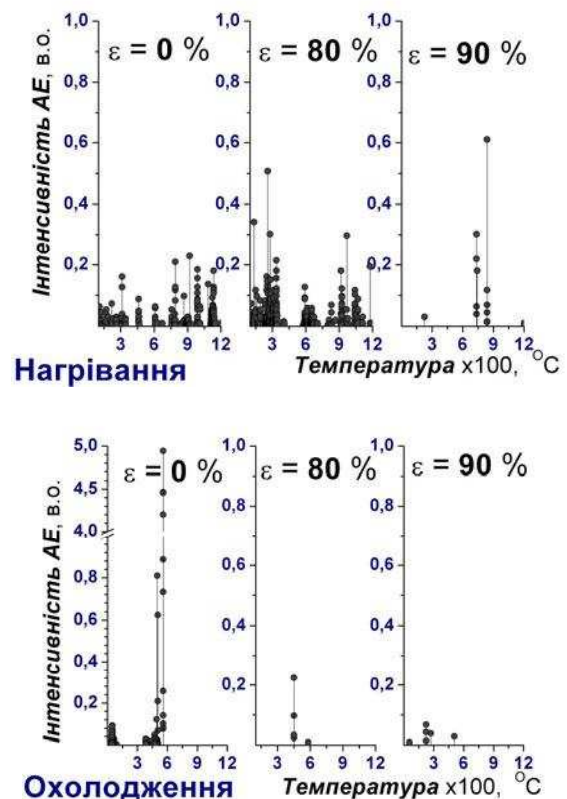 Інтенсивність АЕ, в.о.
1,0 1,0 1,0
ε = 0 % ε = 80 % ε = 90 %
0,8 0,8 0,8
0,6 0,6 0,6
0,4 0,4 0,4
0,2 0,2 0,2
3 6 9 12 3 6 9 12 3 6 9 12
Нагрівання Температура x100, °C
Інтенсивність АЕ, в.о.
5,0 1,0 1,0
ε = 0 % ε = 80 % ε = 90 %
4,5 0,8 0,8
4,0
0,8 0,6 0,6
0,6 0,4 0,4
0,4
0,2 0,2 0,2
3 6 9 12 3 6 9 12 3 6 9 12
Охолодження Температура x100, °C